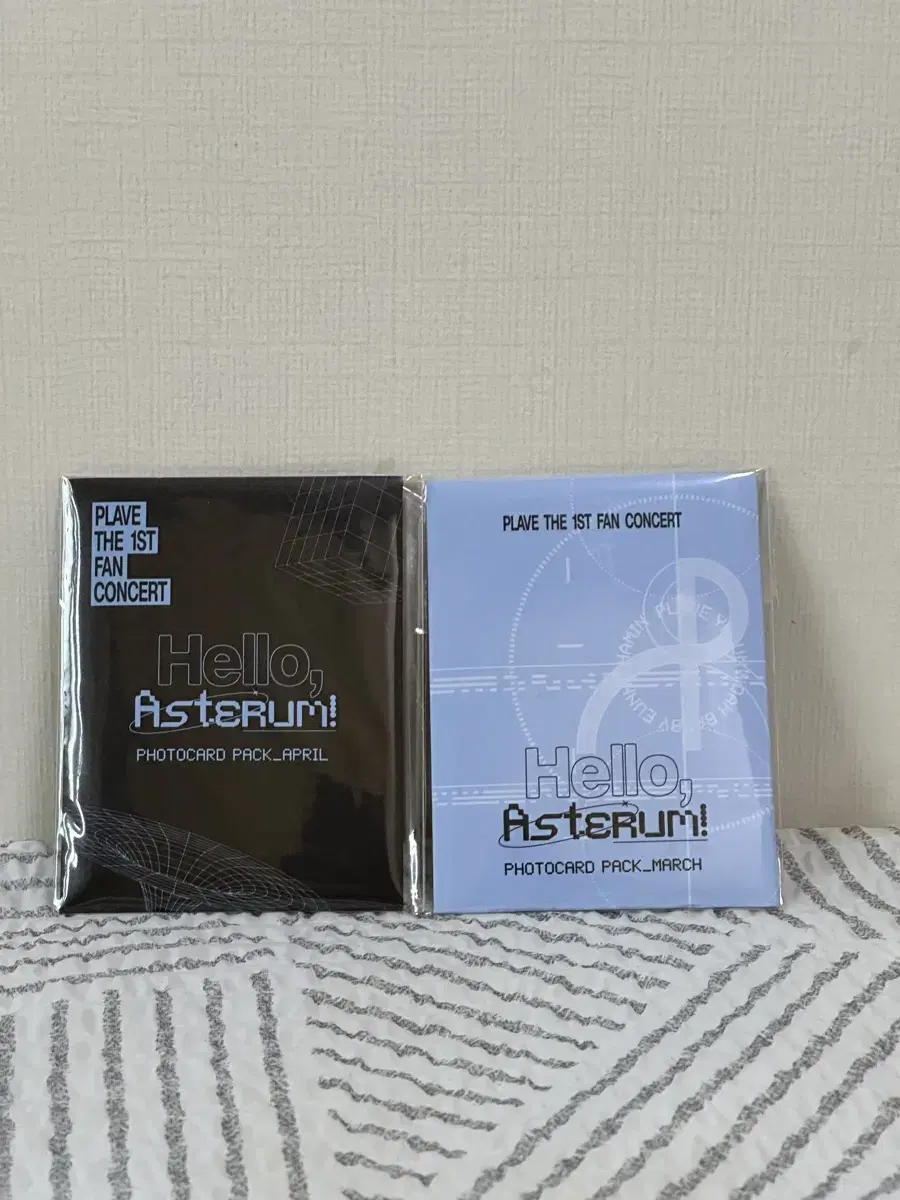 PLAVE
THE 1ST
FAN
CONCERT
Hello,
Asterum!
PHOTOCARD PACK_APRIL
PLAVE THE 1ST FAN CONCERT
Hello,
Asterum!
PHOTOCARD PACK_MARCH